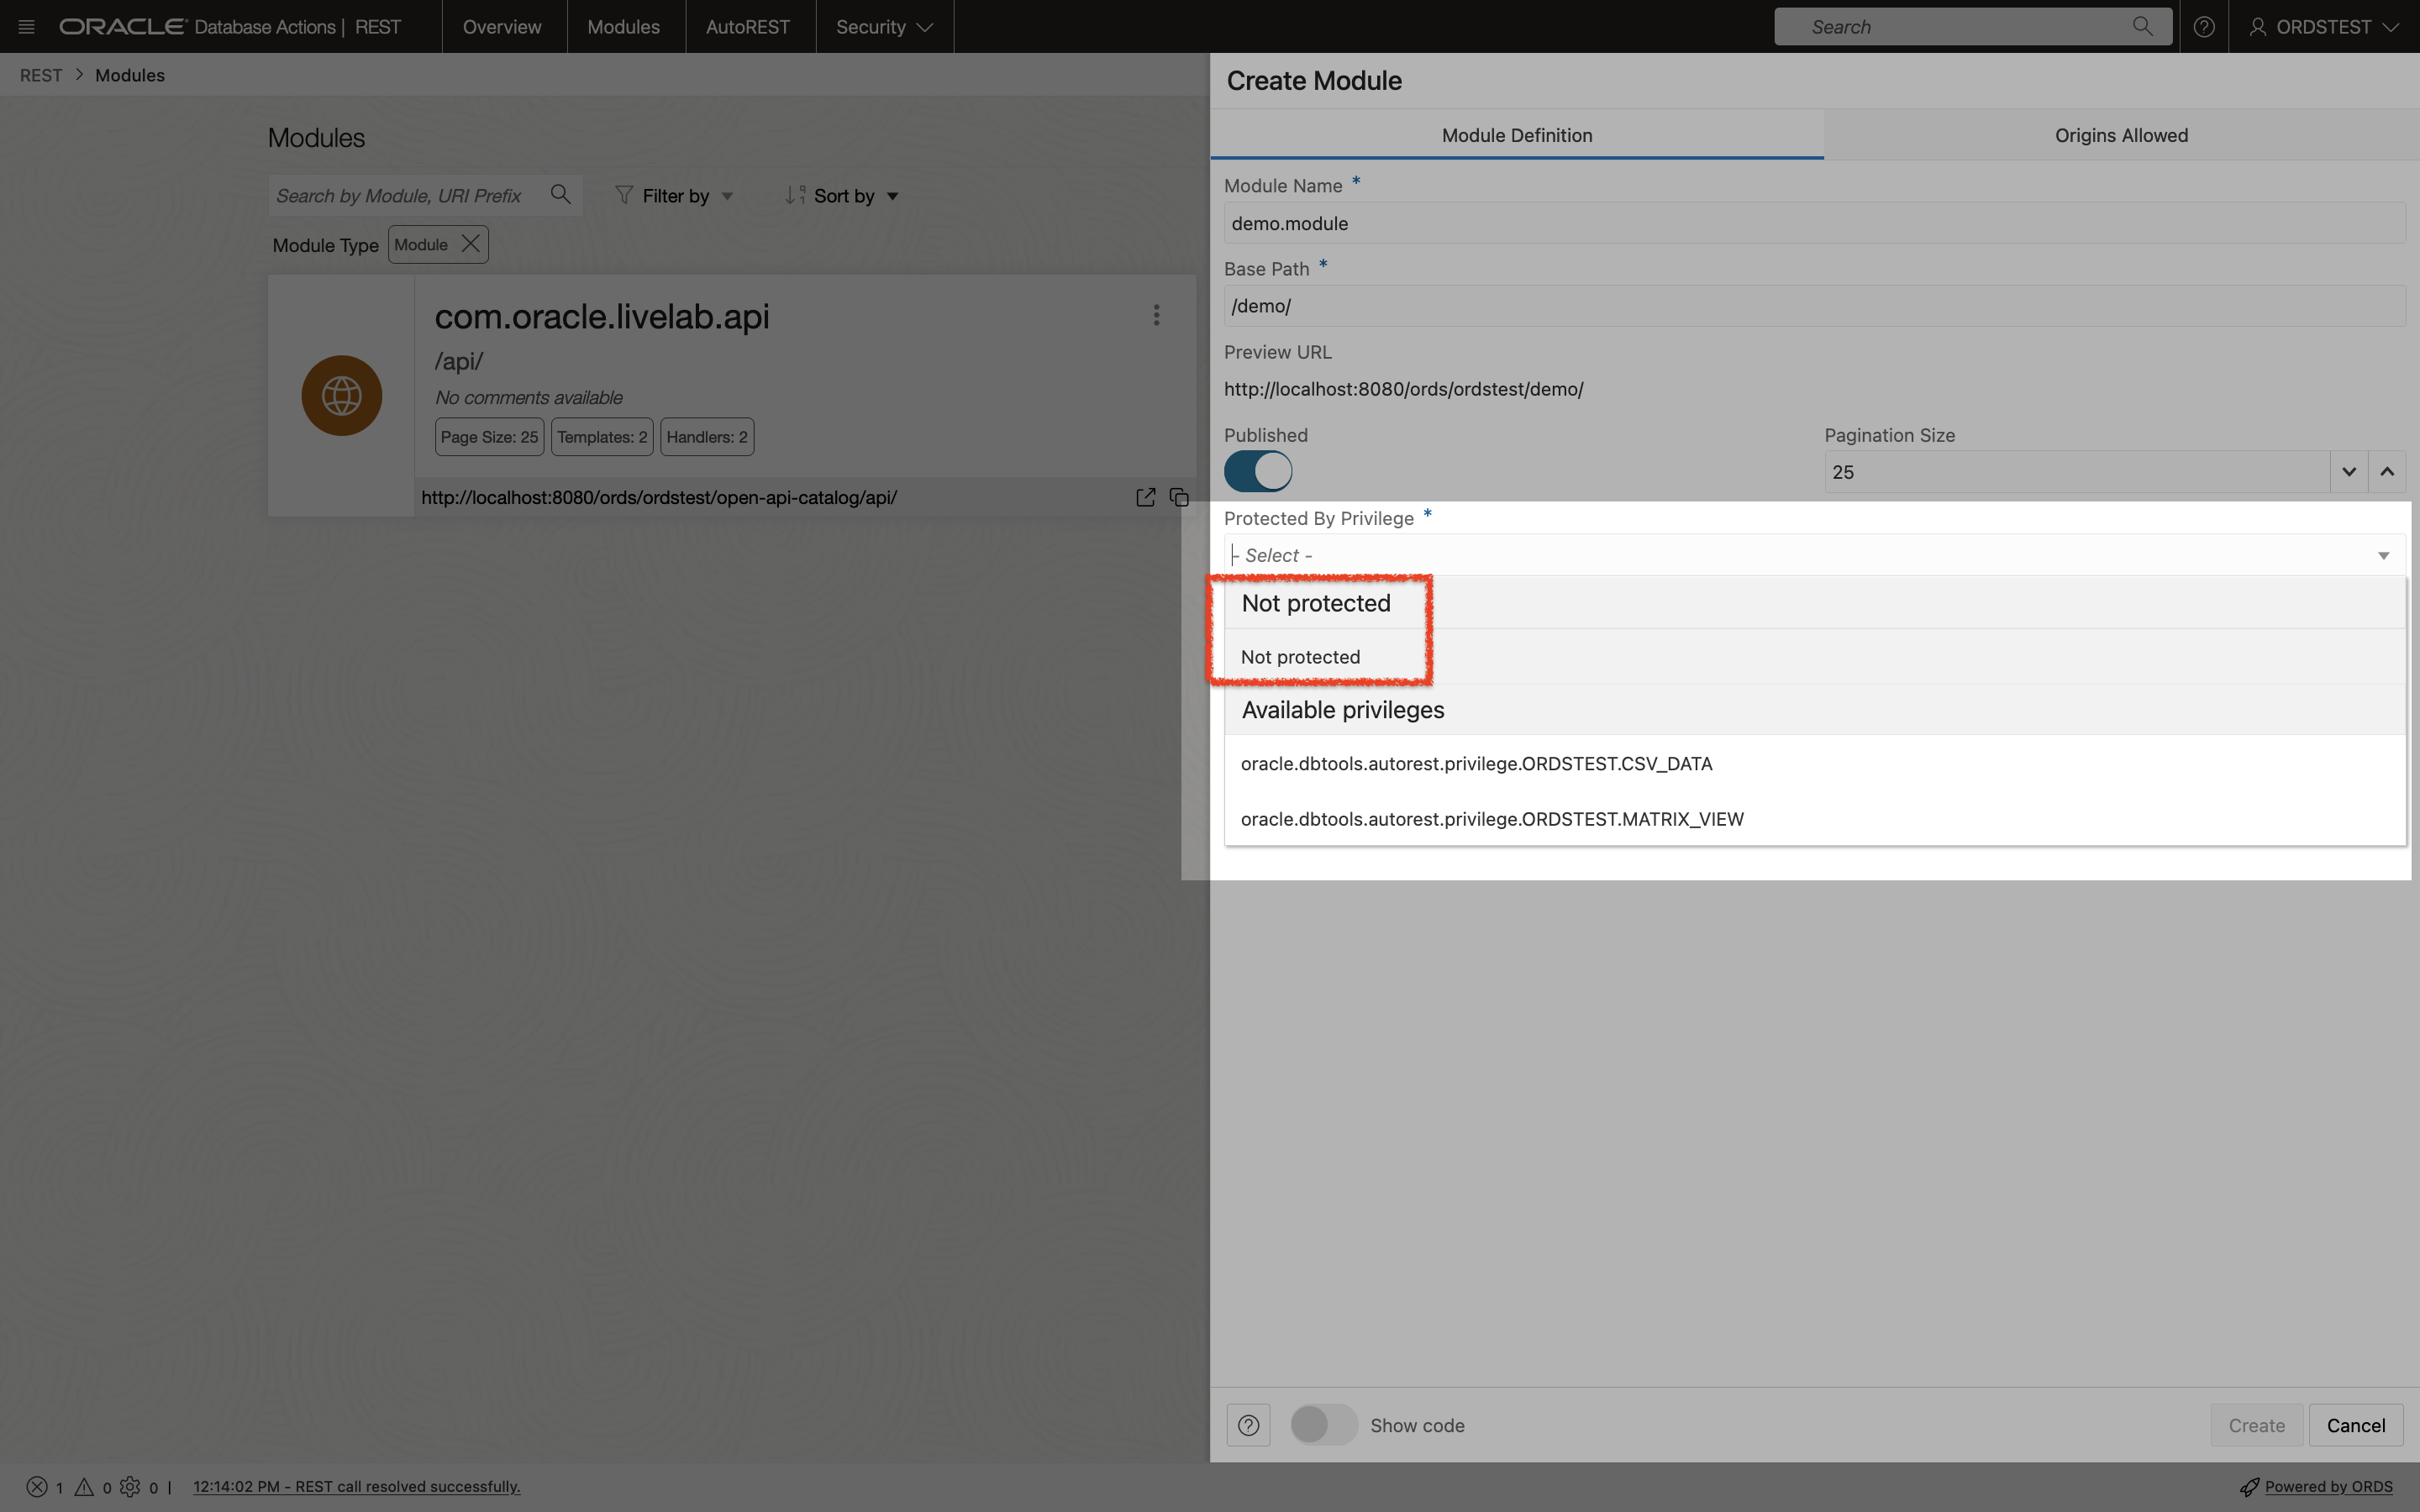 ORACLE Database Actions | REST
Overview
Modules
AutoREST
Security
Search
ORDSTEST
REST > Modules
Modules
Search by Module, URI Prefix
Filter by
Sort by
Module Type
Module
com.oracle.livelab.api
/api/
No comments available
Page Size: 25
Templates: 2
Handlers: 2
http://localhost:8080/ords/ordstest/open-api-catalog/api/
Create Module
Module Definition
Origins Allowed
Module Name *
demo.module
Base Path *
/demo/
Preview URL
http://localhost:8080/ords/ordstest/demo/
Published
Pagination Size
25
Protected By Privilege *
- Select -
Not protected
Not protected
Available privileges
oracle.dbtools.autorest.privilege.ORDSTEST.CSV_DATA
oracle.dbtools.autorest.privilege.ORDSTEST.MATRIX_VIEW
Show code
Create
Cancel
1 0 0 | 12:14:02 PM - REST call resolved successfully.
Powered by ORDS